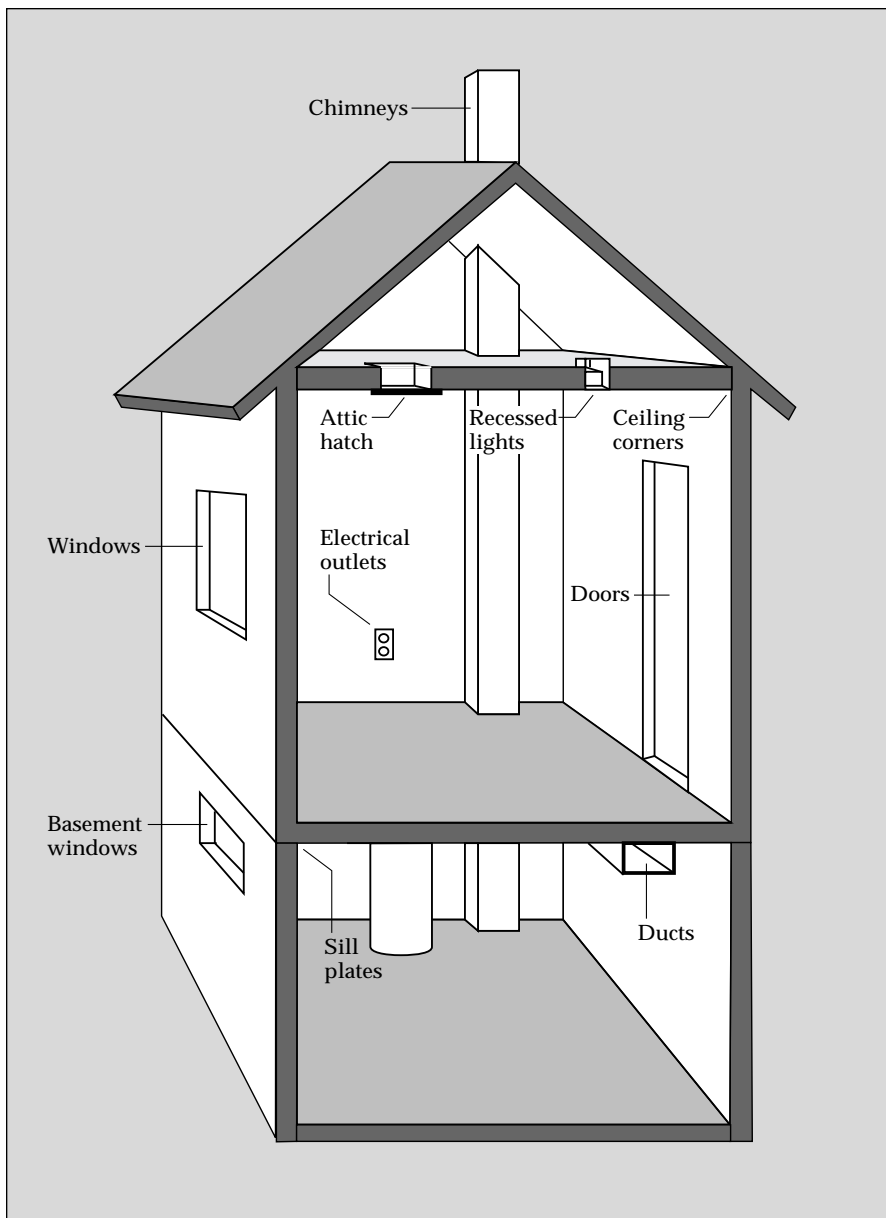 Chimneys
Attic
hatch
Recessed
lights
Ceiling
corners
Windows
Electrical
outlets
Doors
Basement
windows
Sill
plates
Ducts